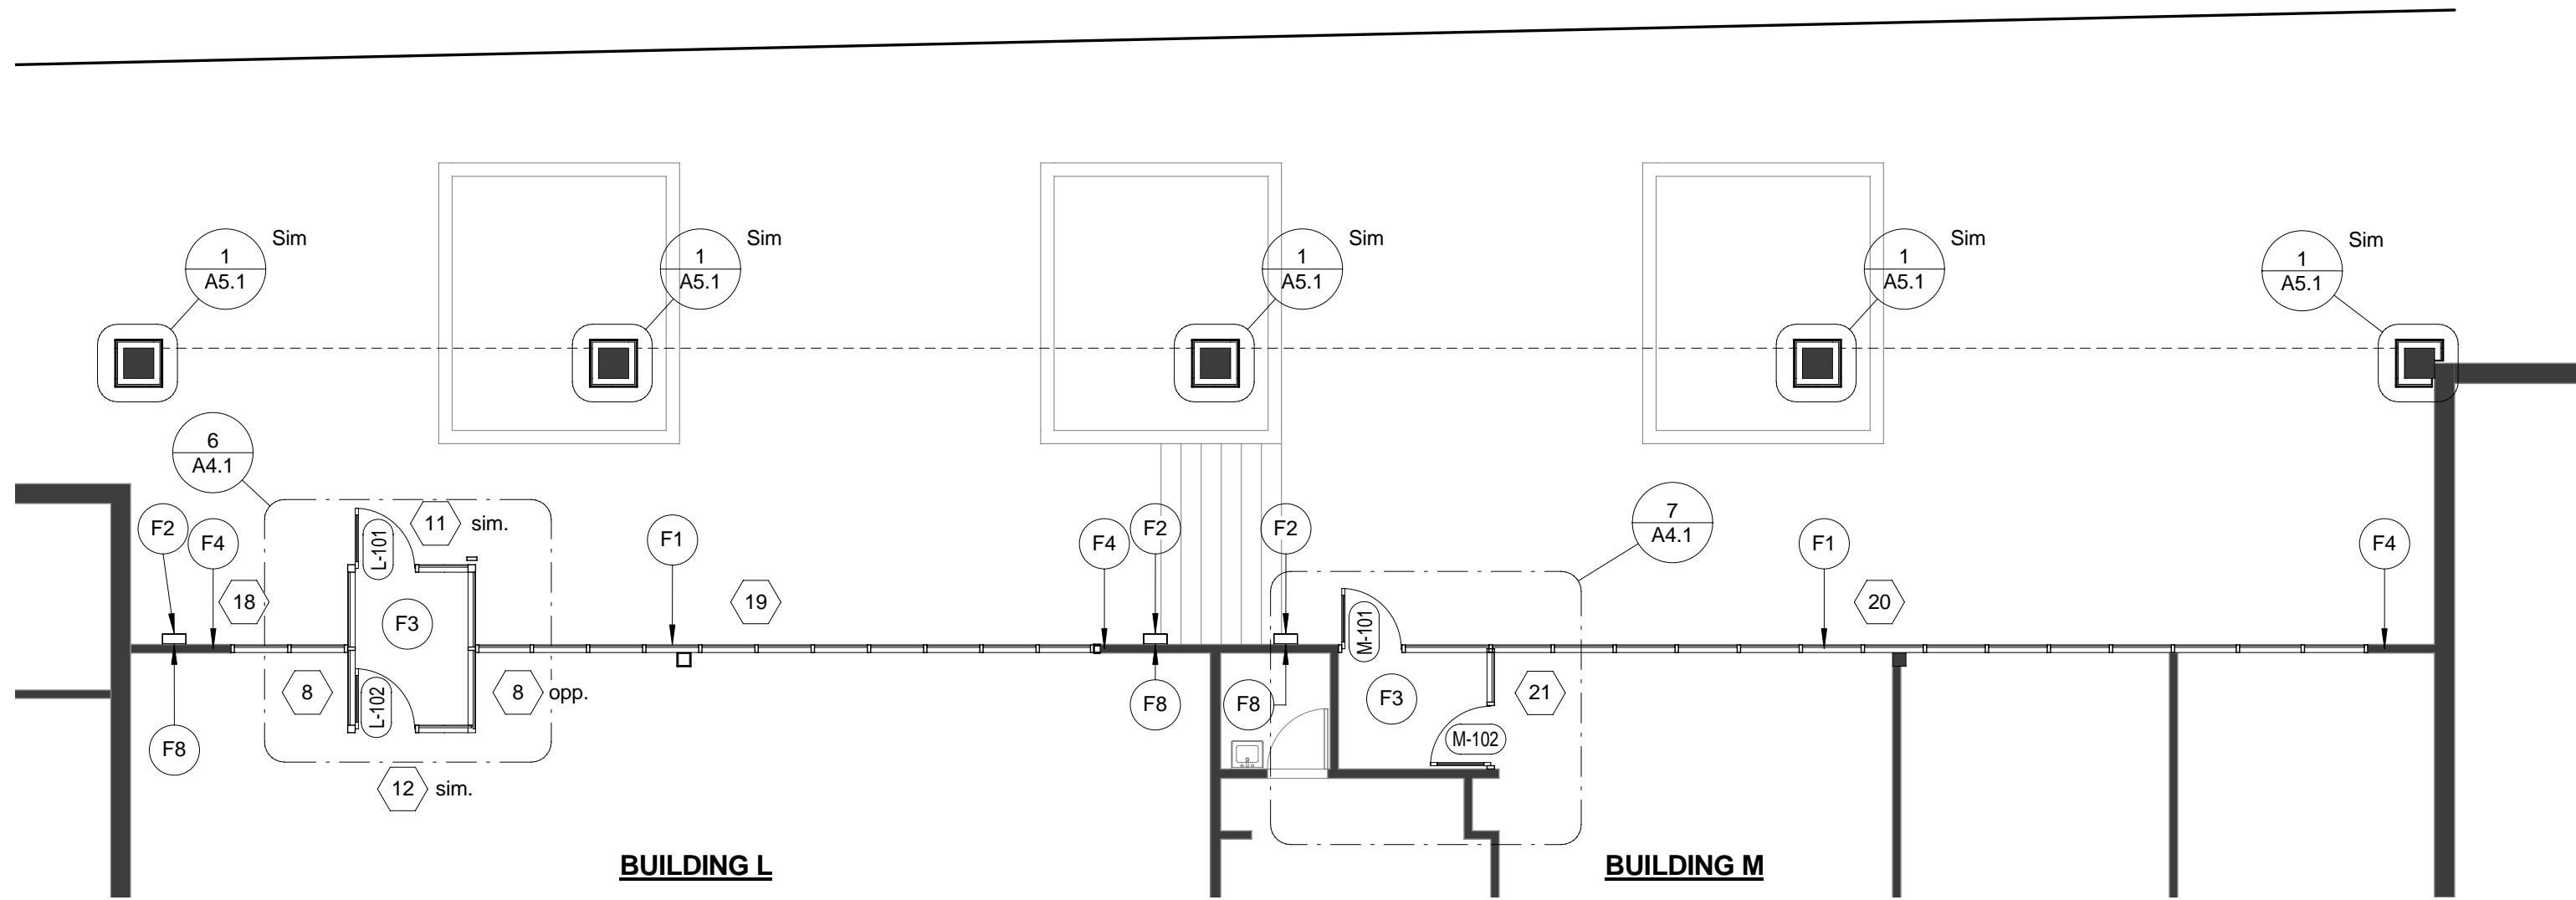 Sim
1
A5.1
Sim
1
A5.1
Sim
1
A5.1
Sim
1
A5.1
Sim
1
A5.1
6
A4.1
7
A4.1
F2
F4
11 sim.
L-101
F1
F4
F2
F2
F1
F4
18
F3
19
M-101
20
8
L-102
8 opp.
F8
F8
F8
F3
21
M-102
12 sim.
BUILDING L
BUILDING M